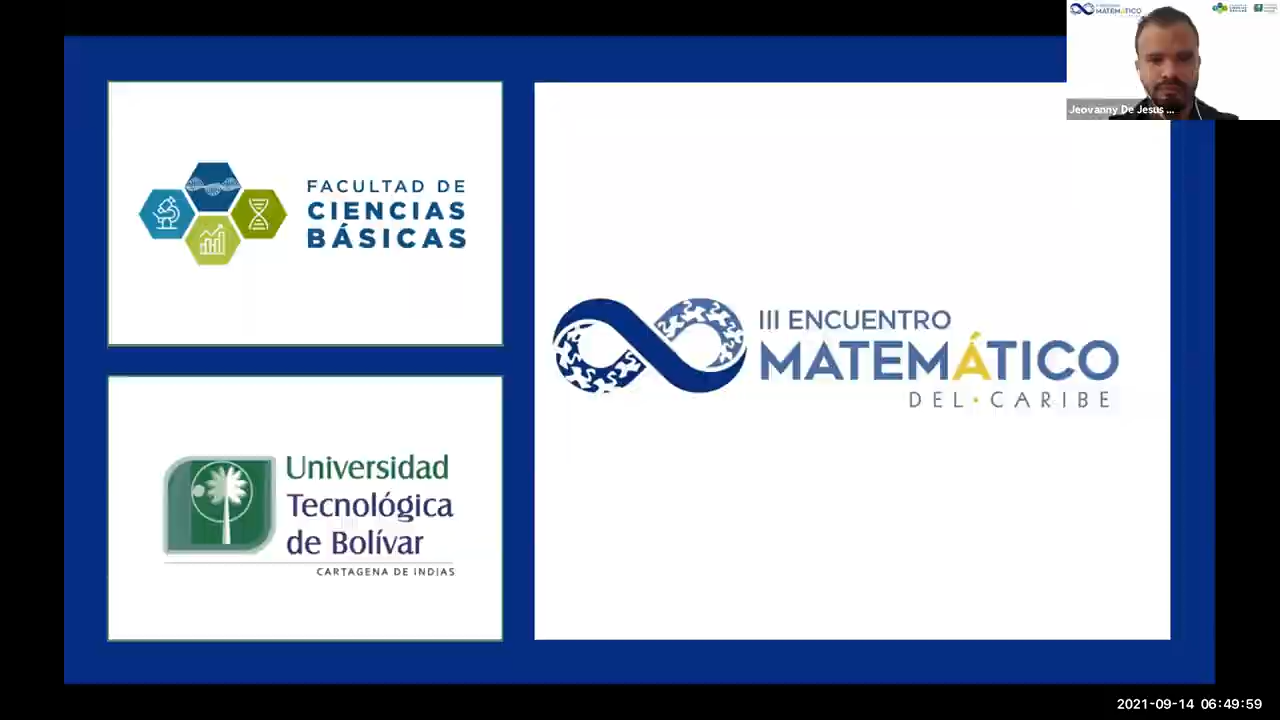 FACULTAD DE
CIENCIAS
BÁSICAS
III ENCUENTRO
MATEMÁTICO
DEL·CARIBE
Universidad
Tecnológica
de Bolívar
CARTAGENA DE INDIAS
MATEMÁTICO
Jeovanny De Jesus ...
2021-09-14 06:49:59